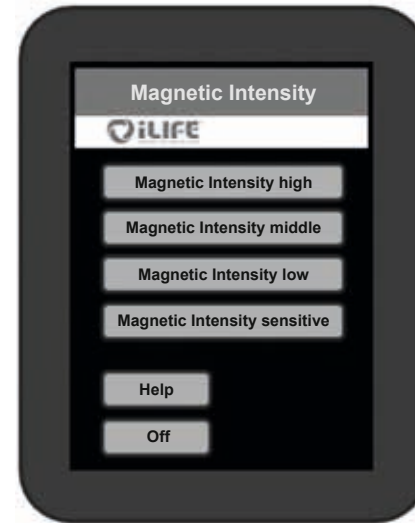 Magnetic Intensity
iLIFE
Magnetic Intensity high
Magnetic Intensity middle
Magnetic Intensity low
Magnetic Intensity sensitive
Help
Off